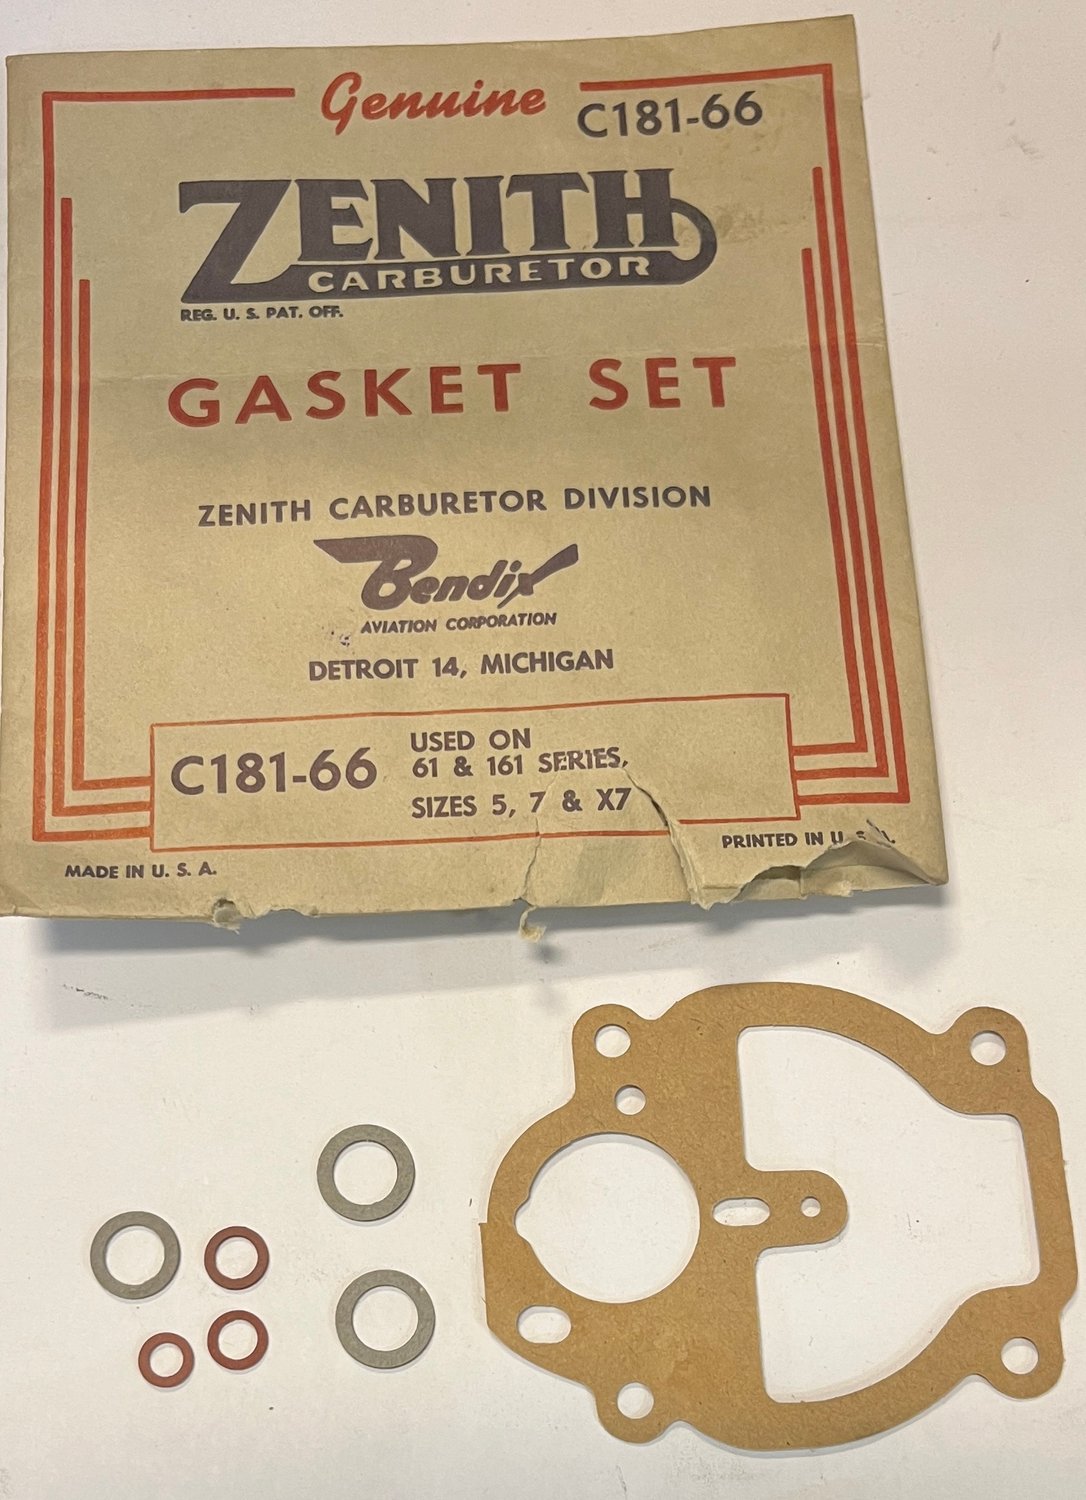 Genuine
C181-66
ZENITH
CARBURETOR
REG. U. S. PAT. OFF.
GASKET SET
ZENITH CARBURETOR DIVISION
Bendix
AVIATION CORPORATION
DETROIT 14, MICHIGAN
C181-66
USED ON
61 & 161 SERIES,
SIZES 5, 7 & X7
MADE IN U. S. A.
PRINTED IN U. S. A.